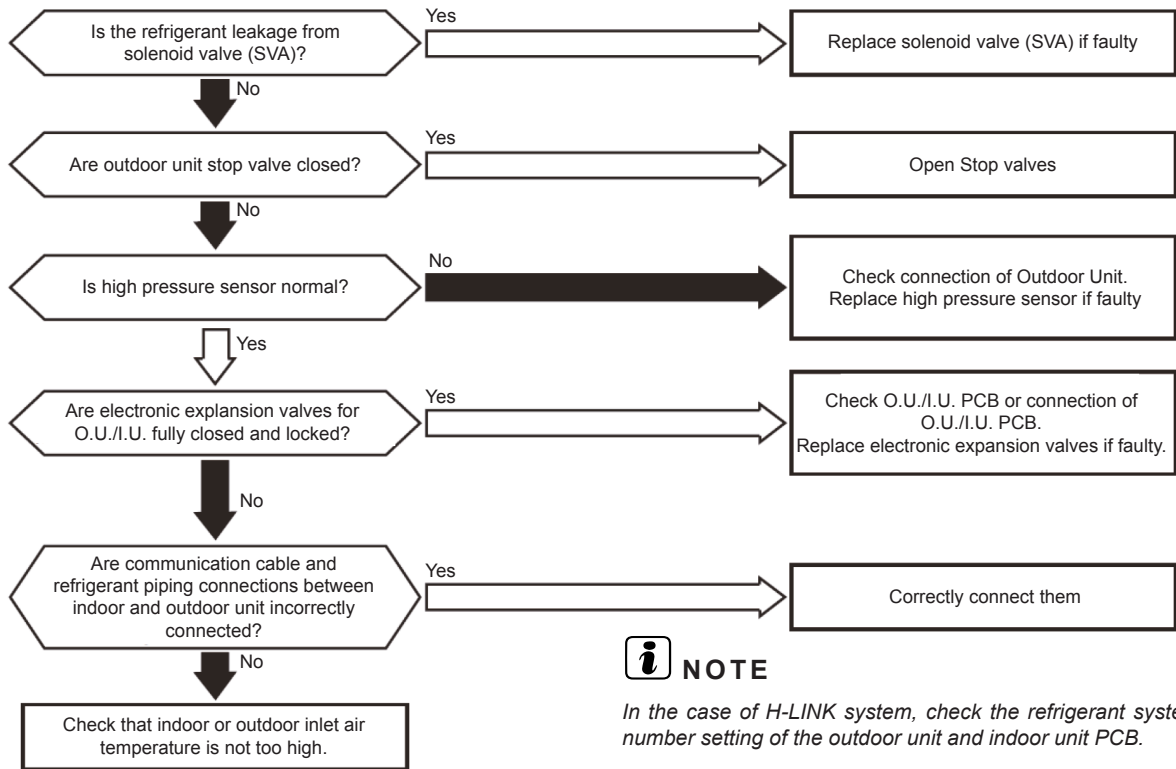 Is the refrigerant leakage from
solenoid valve (SVA)?
Yes
Replace solenoid valve (SVA) if faulty
No
Are outdoor unit stop valve closed?
Yes
Open Stop valves
No
Is high pressure sensor normal?
No
Check connection of Outdoor Unit.
Replace high pressure sensor if faulty
Yes
Are electronic explansion valves for
O.U./I.U. fully closed and locked?
Yes
Check O.U./I.U. PCB or connection of
O.U./I.U. PCB.
Replace electronic expansion valves if faulty.
No
Are communication cable and
refrigerant piping connections between
indoor and outdoor unit incorrectly
connected?
Yes
Correctly connect them
No
Check that indoor or outdoor inlet air
temperature is not too high.
i NOTE
In the case of H-LINK system, check the refrigerant syste
number setting of the outdoor unit and indoor unit PCB.